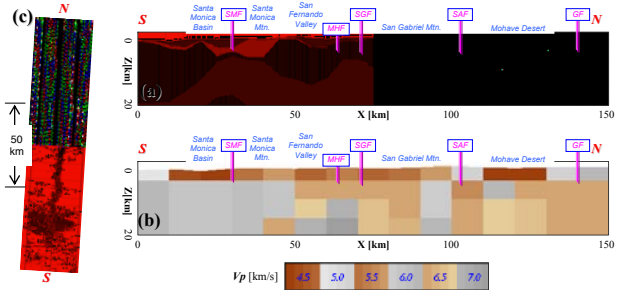 (c)
N
50
km
S
S
Santa
Monica
Basin
SMF
Santa
Monica
Mtn.
San
Fernando
Valley
MHF
SGF
San Gabriel Mtn.
SAF
Mohave Desert
GF
N
0
Z[km]
20
(a)
0
50
X [km]
100
150
S
Santa
Monica
Basin
SMF
Santa
Monica
Mtn.
San
Fernando
Valley
MHF
SGF
San Gabriel Mtn.
SAF
Mohave Desert
GF
N
0
Z[km]
20
(b)
0
50
X [km]
100
150
Vp [km/s]
4.5 5.0 5.5 6.0 6.5 7.0